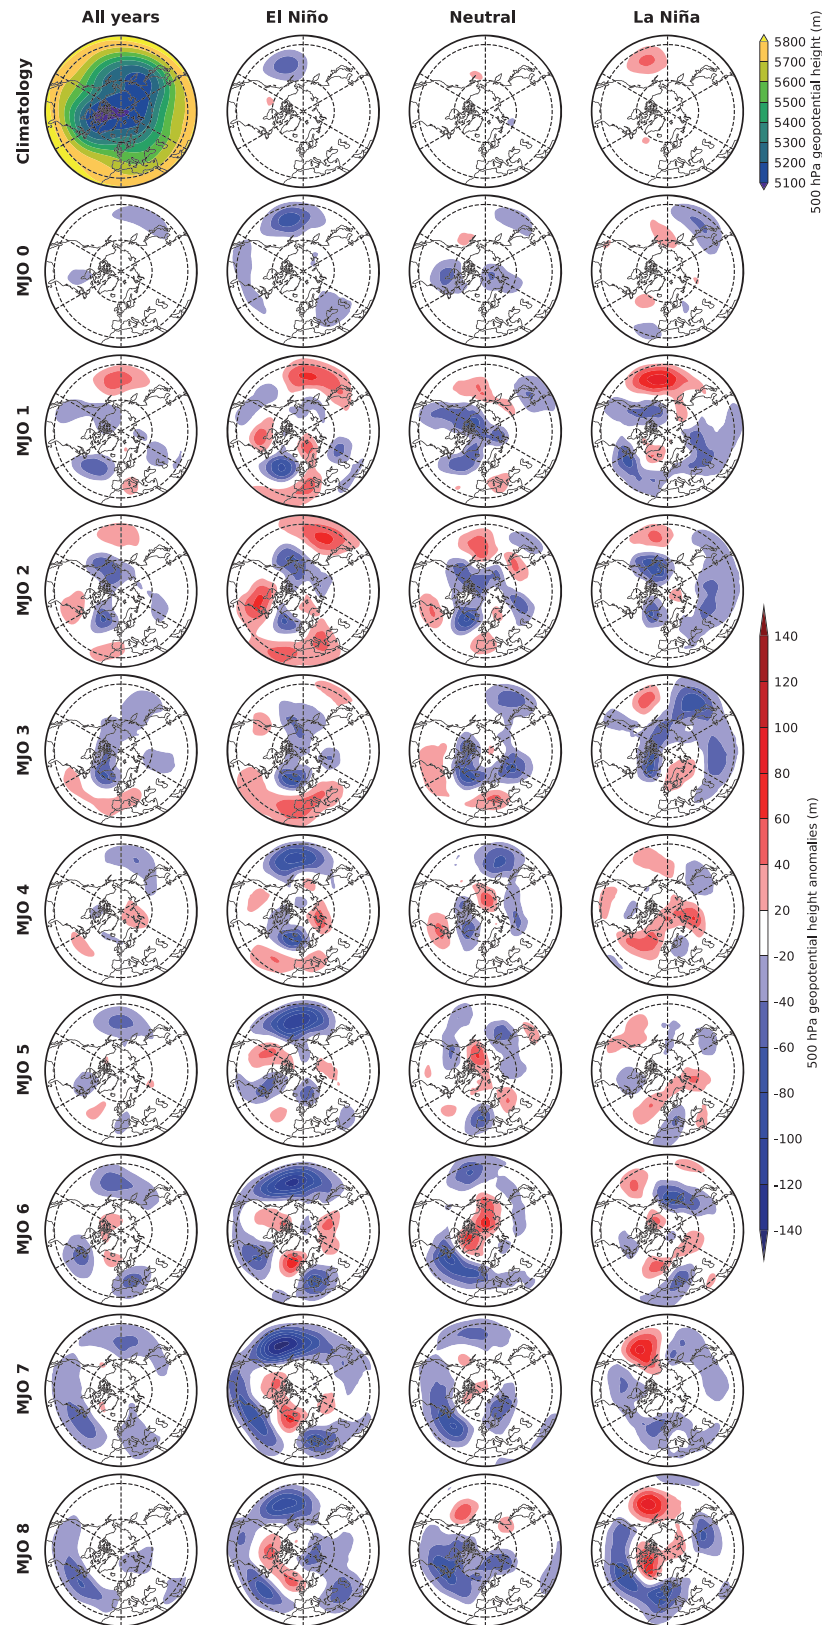 All years El Niño Neutral La Niña
Climatology
5800
5700
5600
5500
5400
5300
5200
5100
500 hPa geopotential height (m)
MJO 0
MJO 1
MJO 2
MJO 3
MJO 4
MJO 5
MJO 6
MJO 7
MJO 8
140
120
100
80
60
40
20
-20
-40
-60
-80
-100
-120
-140
500 hPa geopotential height anomalies (m)